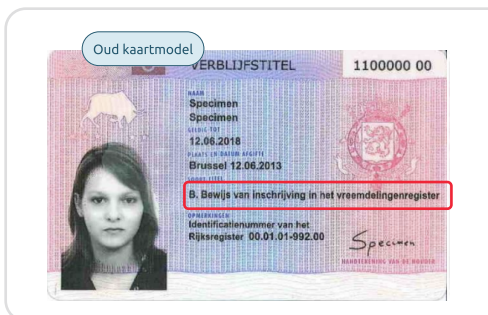 Oud kaartmodel
VERBLIJFSTITEL
1100000 00
NAAM
Specimen
Specimen
GELDIG TOT
12.06.2018
PLAATS EN DATUM AFGIFTE
Brussel 12.06.2013
SOORT TITEL
B. Bewijs van inschrijving in het vreemdelingenregister
OPMERKINGEN
Identificatienummer van het
Rijksregister 00.01.01-992.00
Specimen
HANDTEKENING VAN DE HOUDER